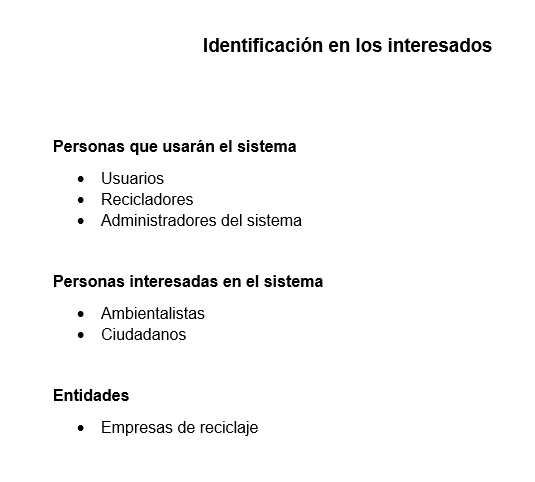 Identificación en los interesados
Personas que usarán el sistema
• Usuarios
• Recicladores
• Administradores del sistema
Personas interesadas en el sistema
• Ambientalistas
• Ciudadanos
Entidades
• Empresas de reciclaje